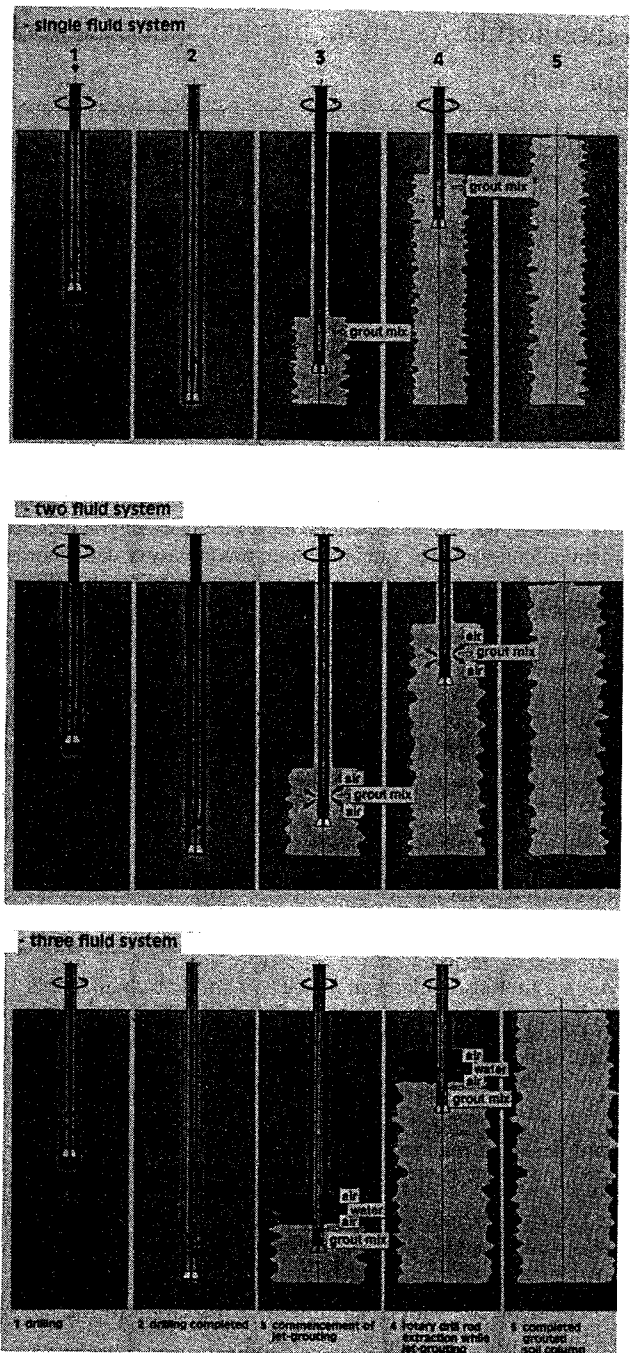 - single fluid system
1 2 3 4 5
grout mix
grout mix
- two fluid system
air
grout mix
air
air
grout mix
air
- three fluid system
air
water
air
grout mix
air
water
air
grout mix
1 drilling
2 drilling completed
3 commencement of
jet-grouting
4 rotary drill rod
extraction while
jet-grouting
5 completed
grouted
soil column